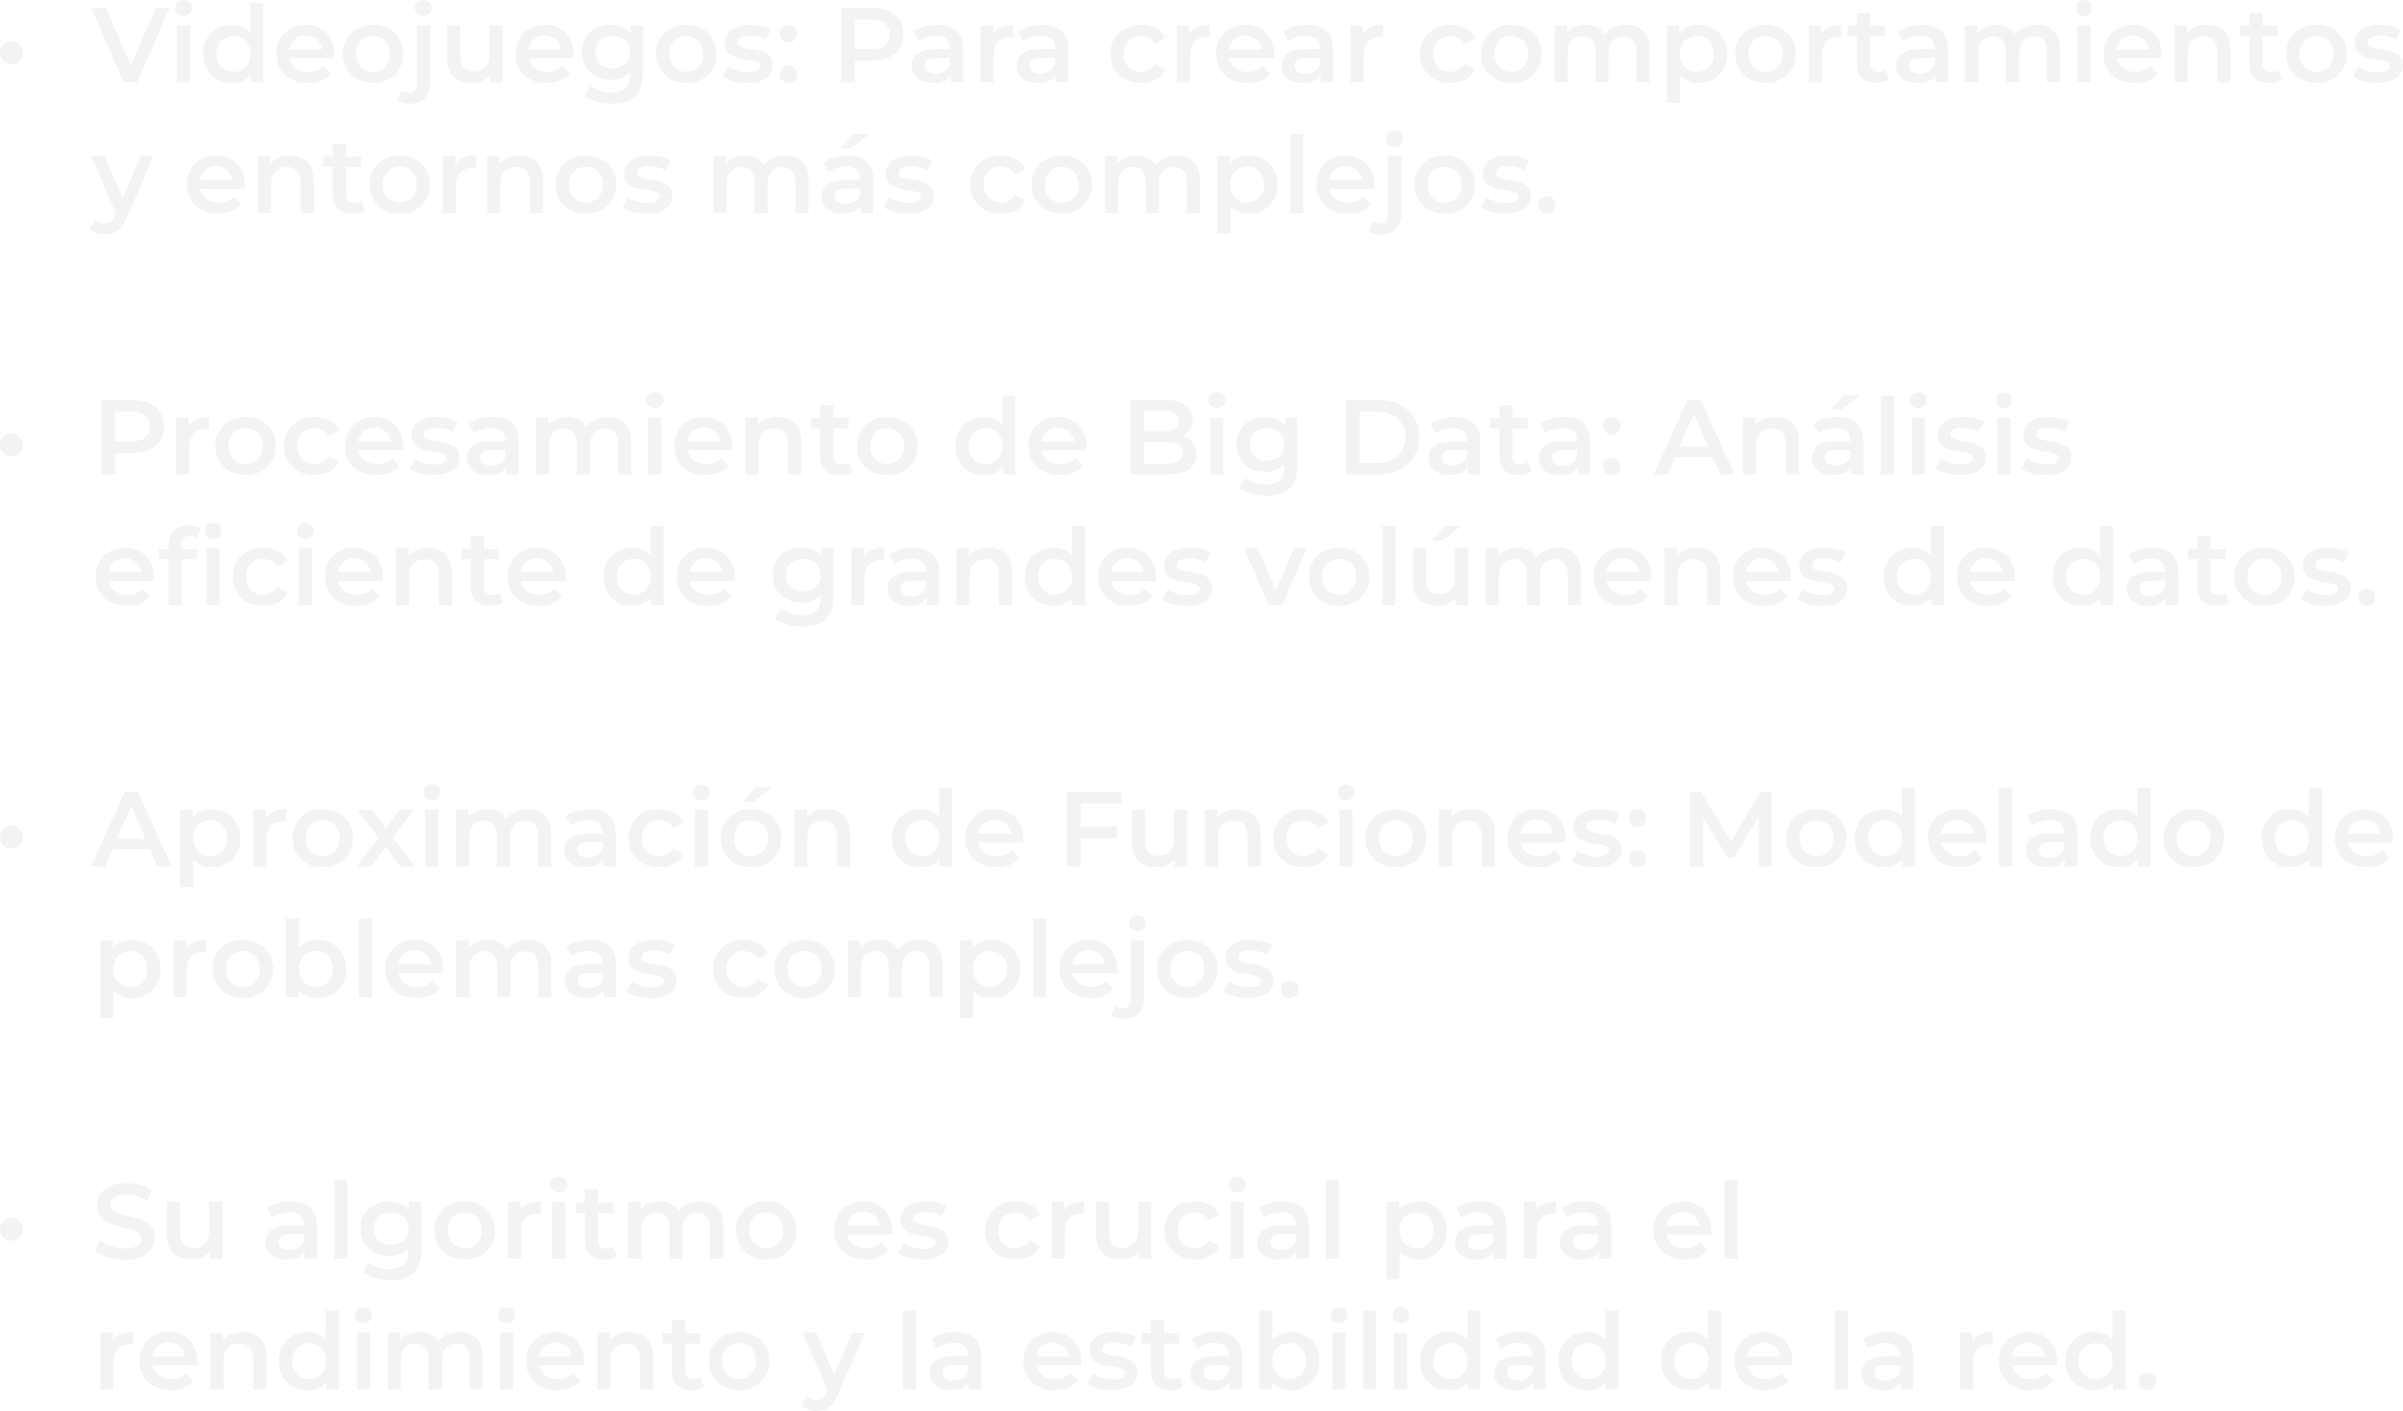 • Videojuegos: Para crear comportamientos
y entornos más complejos.
• Procesamiento de Big Data: Análisis
eficiente de grandes volúmenes de datos.
• Aproximación de Funciones: Modelado de
problemas complejos.
• Su algoritmo es crucial para el
rendimiento y la estabilidad de la red.